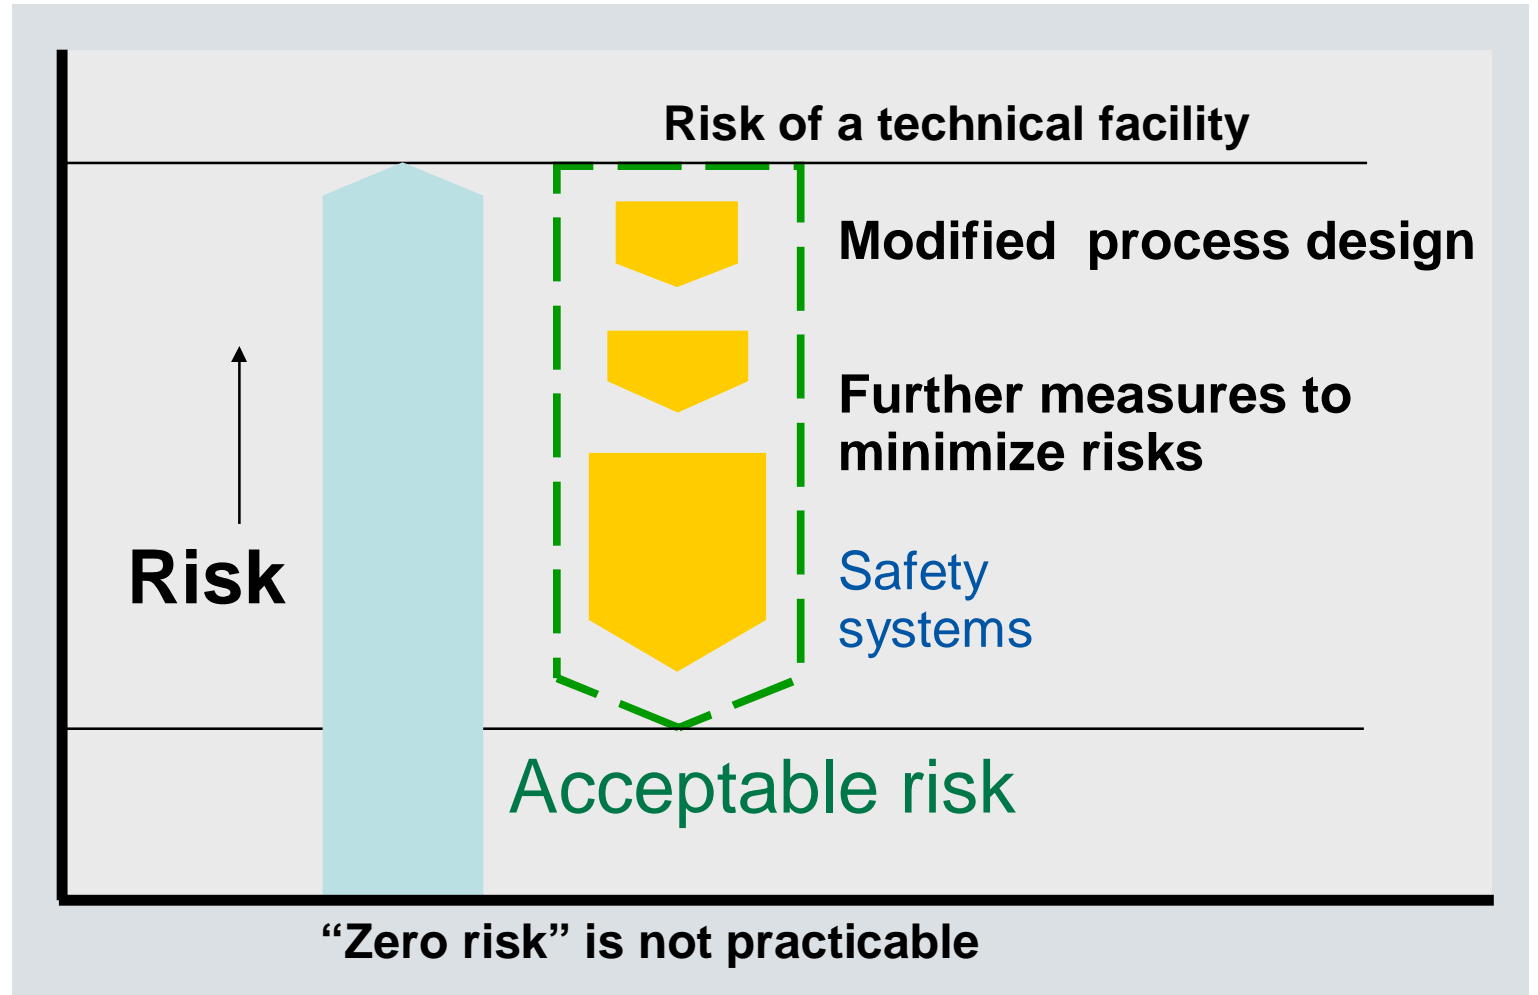 Risk of a technical facility
Modified  process design
Further measures to
minimize risks
Risk
Safety
systems
Acceptable risk
“Zero risk” is not practicable